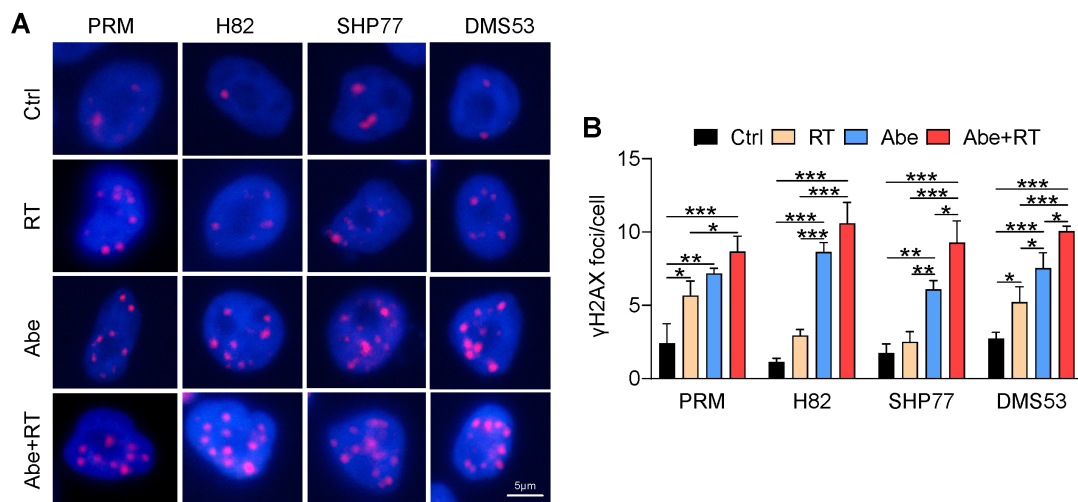 A
PRM H82 SHP77 DMS53
Ctrl
RT
Abe
Abe+RT
5µm
B
Ctrl RT Abe Abe+RT
γH2AX foci/cell
15
10
5
0
*** * ** *
*** *** *** ***
*** *** * ** **
*** *** * *** * *
PRM H82 SHP77 DMS53